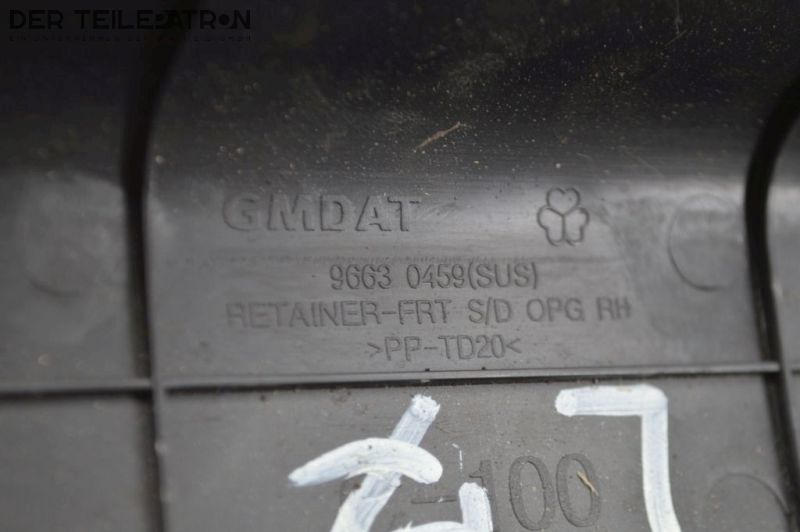 DER TEILEPATRON
GMDAT
9663 0459(SUS)
RETAINER-FRT S/D OPG RH
>PP-TD20<
-100